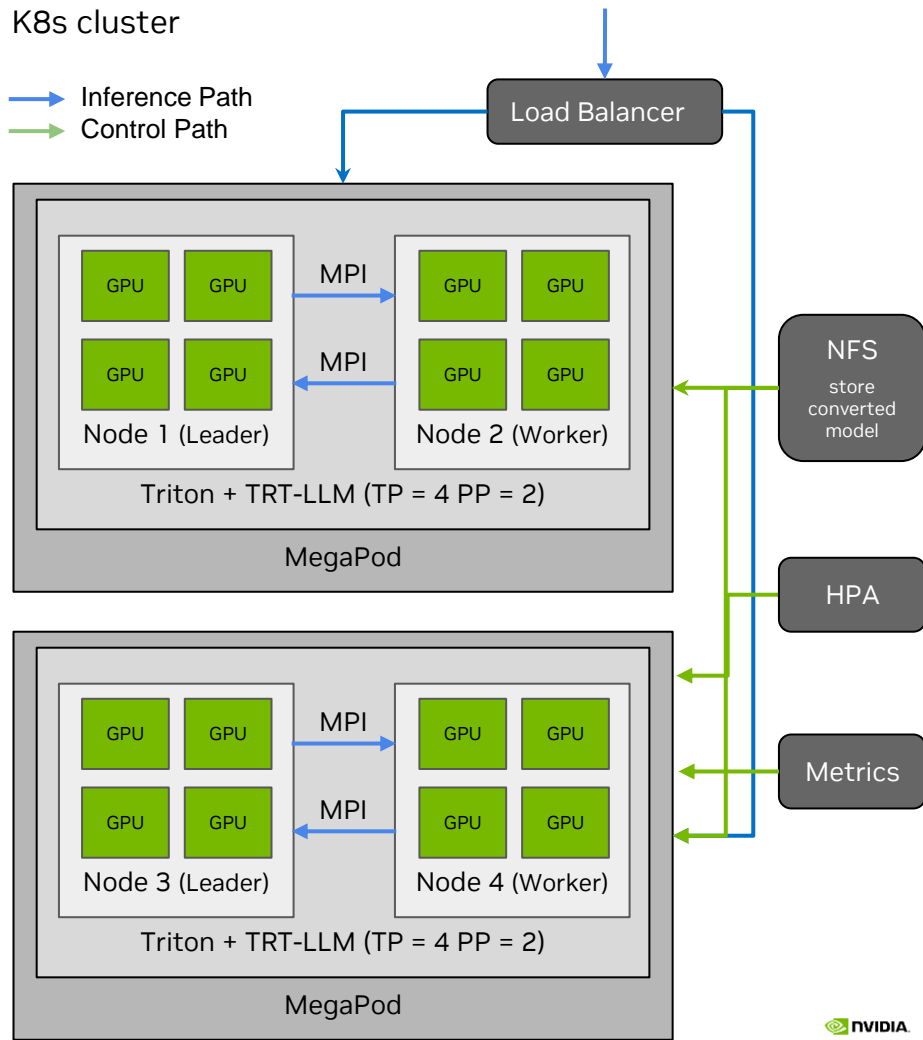 K8s cluster
Inference Path
Control Path
Load Balancer
GPU GPU MPI GPU GPU
GPU GPU MPI GPU GPU
Node 1 (Leader) Node 2 (Worker)
Triton + TRT-LLM (TP = 4 PP = 2)
MegaPod
NFS
store
converted
model
HPA
GPU GPU MPI GPU GPU
Metrics
GPU GPU MPI GPU GPU
Node 3 (Leader) Node 4 (Worker)
Triton + TRT-LLM (TP = 4 PP = 2)
MegaPod
NVIDIA.